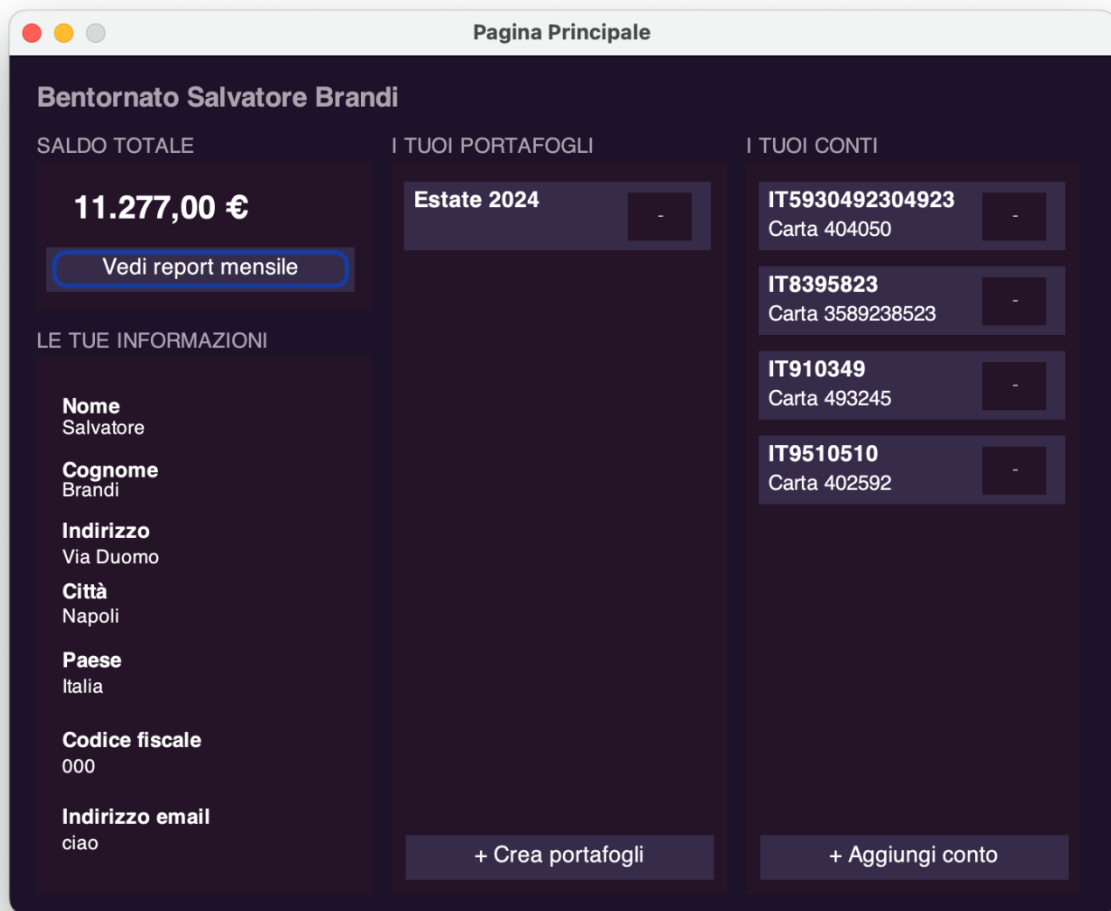 Pagina Principale
Bentornato Salvatore Brandi
SALDO TOTALE
11.277,00 €
Vedi report mensile
LE TUE INFORMAZIONI
Nome
Salvatore
Cognome
Brandi
Indirizzo
Via Duomo
Città
Napoli
Paese
Italia
Codice fiscale
000
Indirizzo email
ciao
I TUOI PORTAFOGLI
Estate 2024
-
+ Crea portafogli
I TUOI CONTI
IT5930492304923
Carta 404050
-
IT8395823
Carta 3589238523
-
IT910349
Carta 493245
-
IT9510510
Carta 402592
-
+ Aggiungi conto